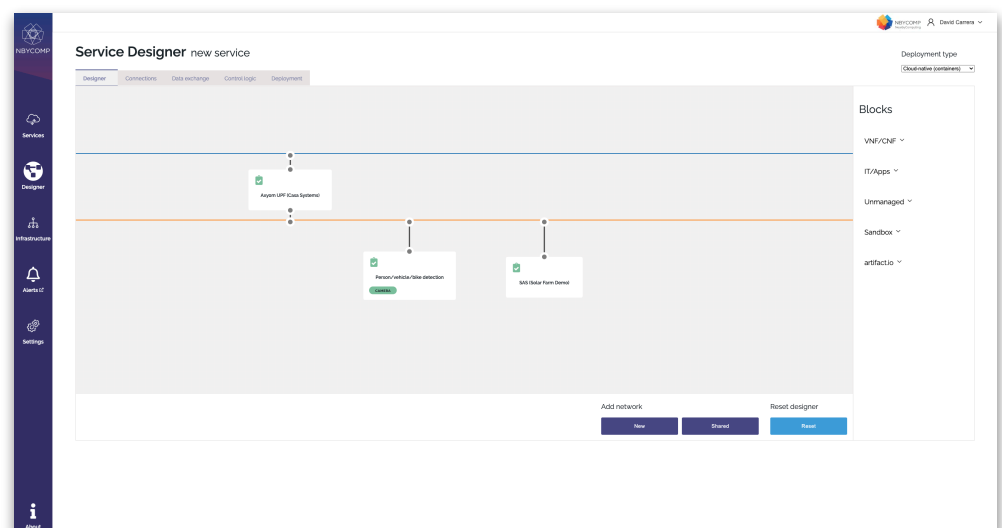 NBYCOMP
NearbyComputing
David Carrera
NBYCOMP
Service Designer new service
Deployment type
Cloud-native (containers)
Designer
Connections
Data exchange
Control logic
Deployment
Services
Designer
Infrastructure
Alerts
Settings
About
Axyom UPF (Casa Systems)
Person/vehicle/bike detection
CAMERA
SAS (Solar Farm Demo)
Blocks
VNF/CNF
IT/Apps
Unmanaged
Sandbox
artifact.io
Add network
New
Shared
Reset designer
Reset